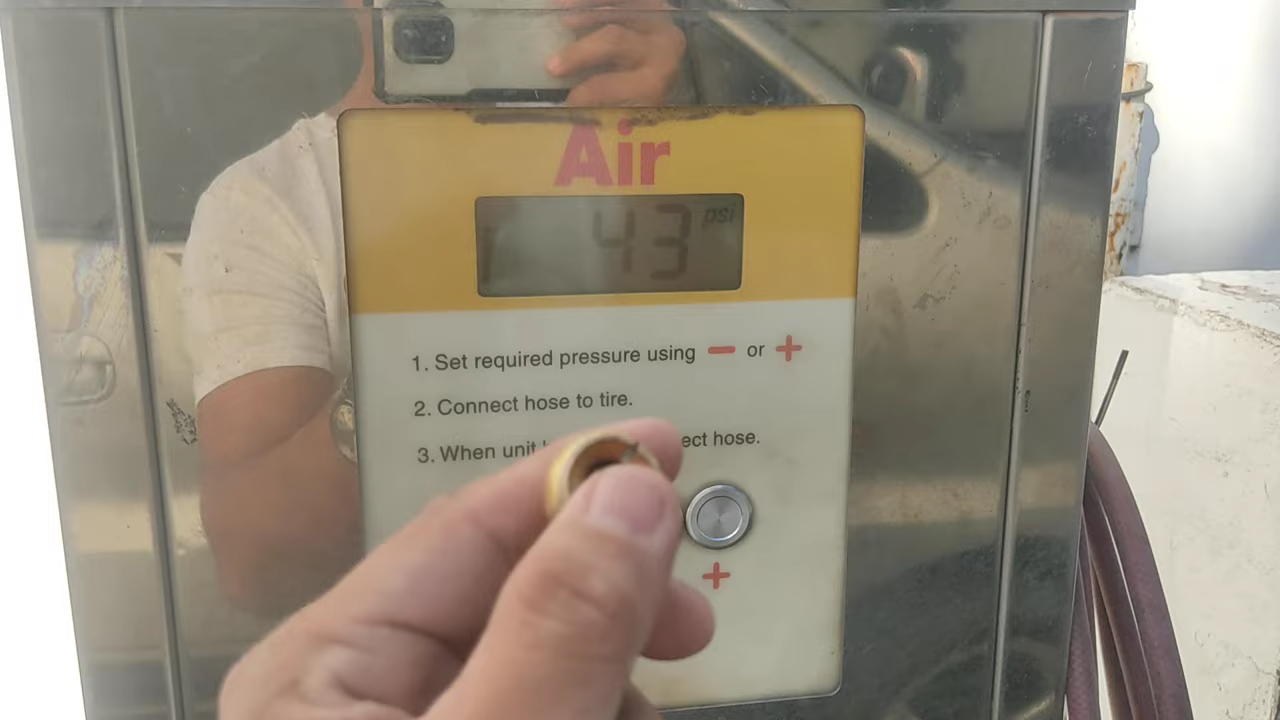 Air
43 psi
1. Set required pressure using - or +
2. Connect hose to tire.
3. When unit ect hose.
+